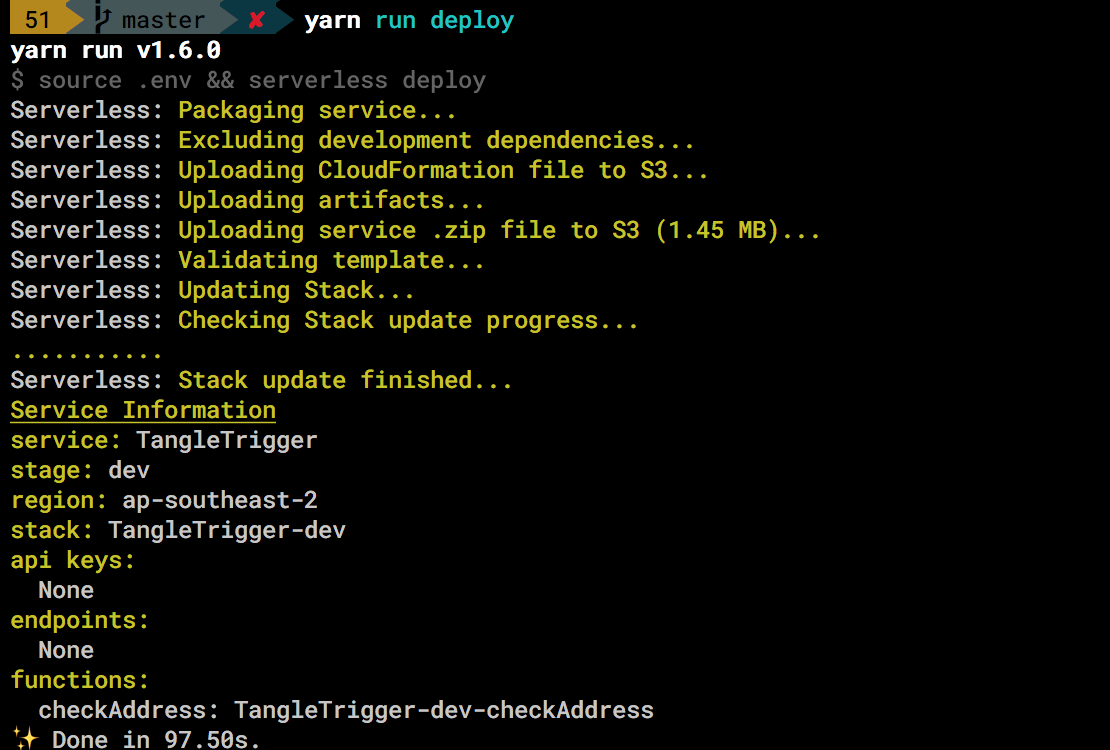 51 master ✘ yarn run deploy
yarn run v1.6.0
$ source .env && serverless deploy
Serverless: Packaging service...
Serverless: Excluding development dependencies...
Serverless: Uploading CloudFormation file to S3...
Serverless: Uploading artifacts...
Serverless: Uploading service .zip file to S3 (1.45 MB)...
Serverless: Validating template...
Serverless: Updating Stack...
Serverless: Checking Stack update progress...
...........
Serverless: Stack update finished...
Service Information
service: TangleTrigger
stage: dev
region: ap-southeast-2
stack: TangleTrigger-dev
api keys:
  None
endpoints:
  None
functions:
  checkAddress: TangleTrigger-dev-checkAddress
✨ Done in 97.50s.